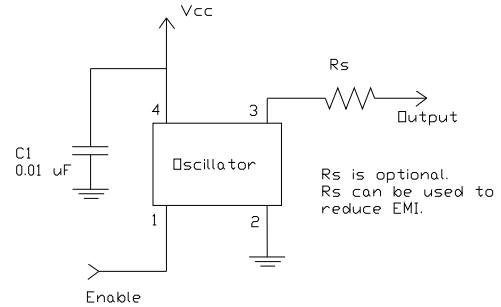 Vcc
Rs
4
3
Output
C1
0.01 uF
Oscillator
Rs is optional.
Rs can be used to
reduce EMI.
1
2
Enable